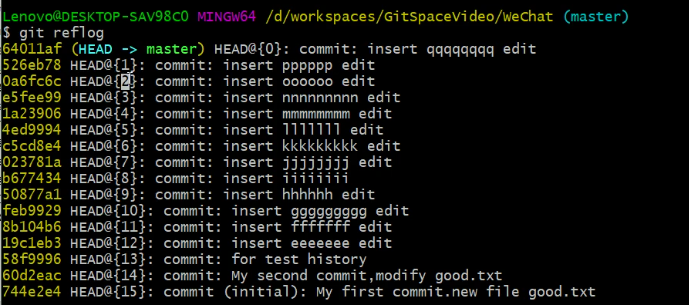 Lenovo@DESKTOP-SAV98C0 MINGW64 /d/workspaces/GitSpaceVideo/WeChat (master)
$ git reflog
64011af (HEAD -> master) HEAD@{0}: commit: insert qqqqqqqq edit
526eb78 HEAD@{1}: commit: insert pppppp edit
0a6fc6c HEAD@{2}: commit: insert oooooo edit
e5fee99 HEAD@{3}: commit: insert nnnnnnnnnn edit
1a23906 HEAD@{4}: commit: insert mmmmmmmm edit
4ed9994 HEAD@{5}: commit: insert lllllll edit
c5cd8e4 HEAD@{6}: commit: insert kkkkkkkkk edit
023781a HEAD@{7}: commit: insert jjjjjjjj edit
b677434 HEAD@{8}: commit: insert iiiiiiii
50877a1 HEAD@{9}: commit: insert hhhhhh edit
feb9929 HEAD@{10}: commit: insert ggggggggg edit
8b104b6 HEAD@{11}: commit: insert fffffff edit
19c1eb3 HEAD@{12}: commit: insert eeeeeee edit
58f9996 HEAD@{13}: commit: for test history
60d2eac HEAD@{14}: commit: My second commit,modify good.txt
744e2e4 HEAD@{15}: commit (initial): My first commit.new file good.txt